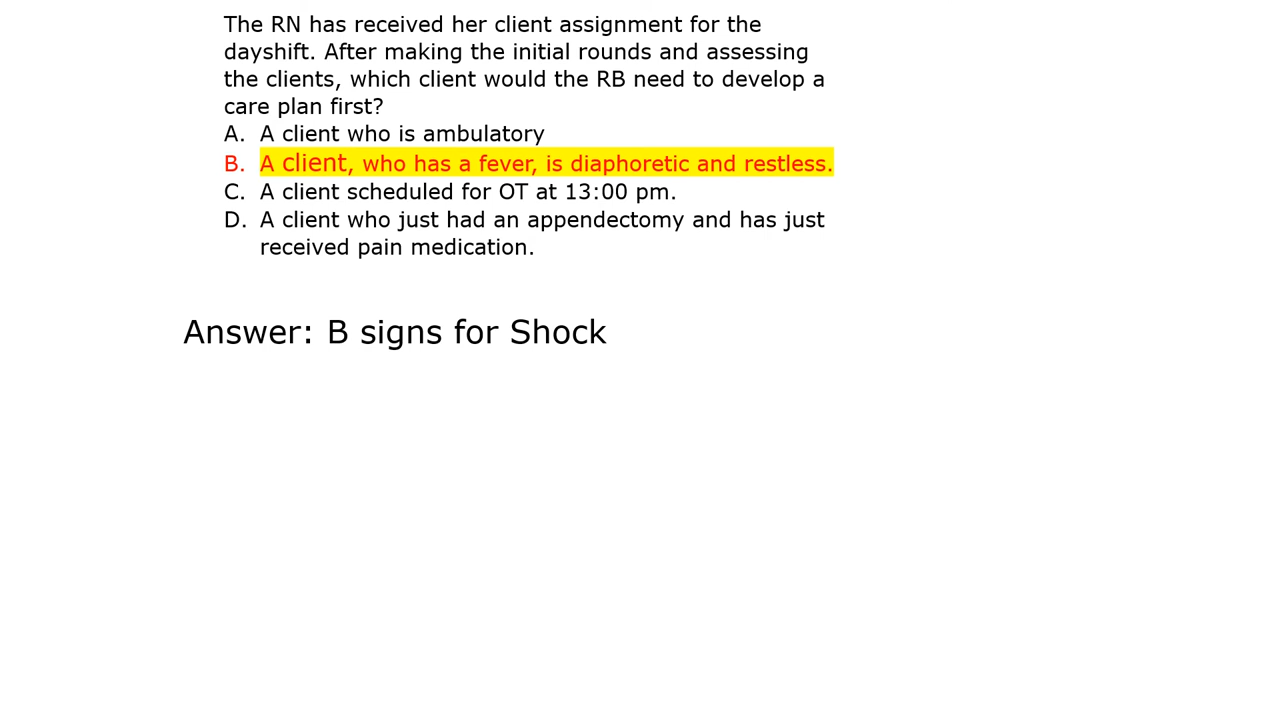 The RN has received her client assignment for the
dayshift. After making the initial rounds and assessing
the clients, which client would the RB need to develop a
care plan first?
A. A client who is ambulatory
B. A client, who has a fever, is diaphoretic and restless.
C. A client scheduled for OT at 13:00 pm.
D. A client who just had an appendectomy and has just
received pain medication.
Answer: B signs for Shock